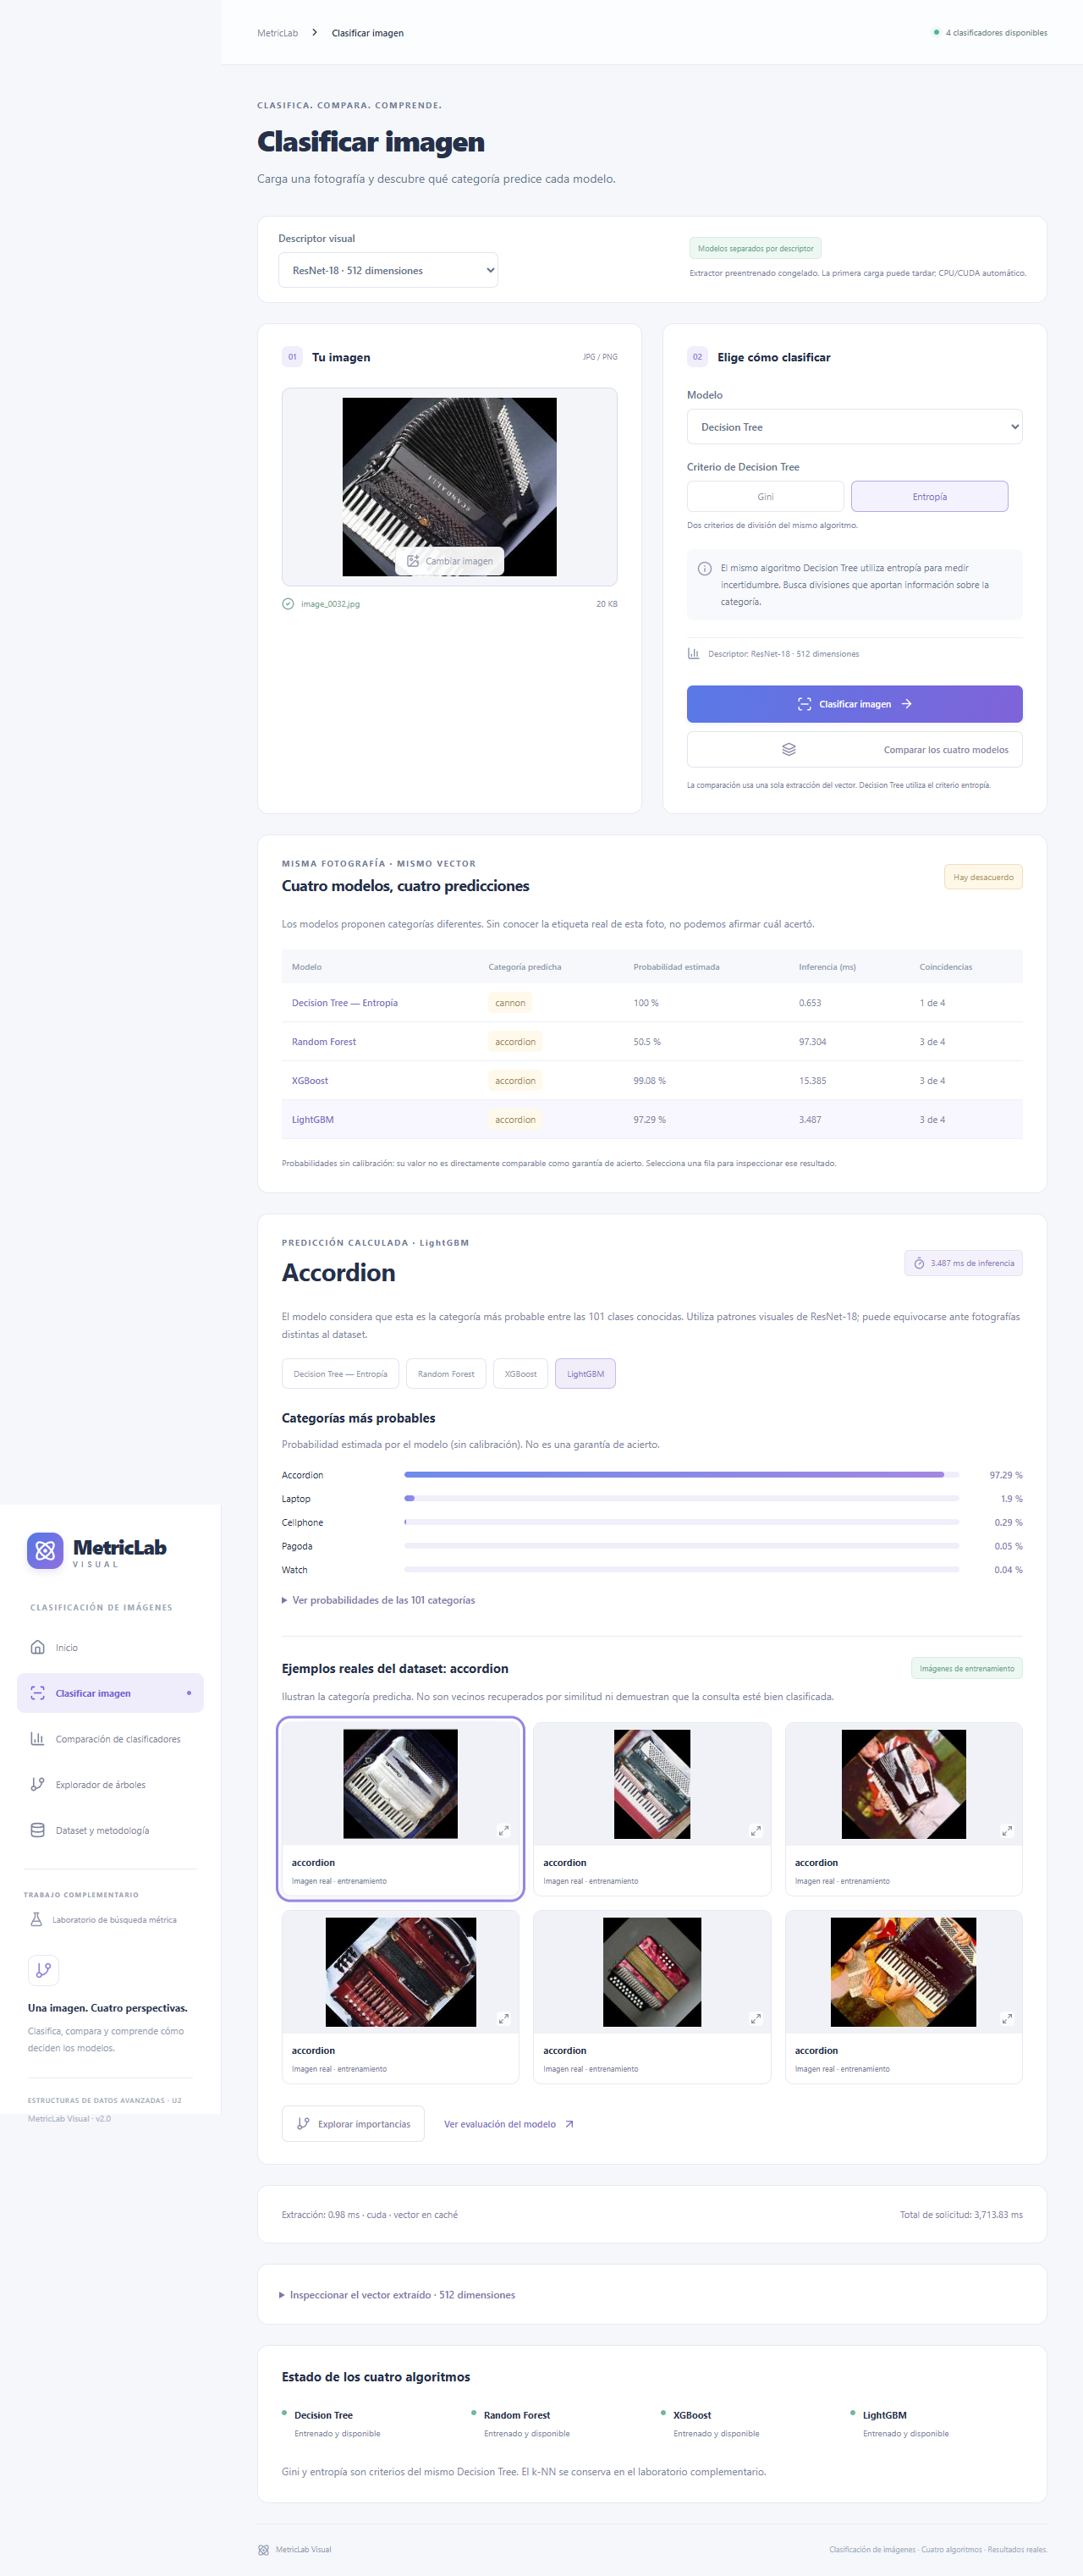 MetricLab > Clasificar imagen
4 clasificadores disponibles
CLASIFICA. COMPARA. COMPRENDE.
Clasificar imagen
Carga una fotografía y descubre qué categoría predice cada modelo.
Descriptor visual
ResNet-18 · 512 dimensiones
Modelos separados por descriptor
Extractor preentrenado congelado. La primera carga puede tardar; CPU/CUDA automático.
01 Tu imagen
JPG / PNG
SCANDALLI
Cambiar imagen
image_0032.jpg
20 KB
02 Elige cómo clasificar
Modelo
Decision Tree
Criterio de Decision Tree
Gini
Entropía
Dos criterios de división del mismo algoritmo.
El mismo algoritmo Decision Tree utiliza entropía para medir
incertidumbre. Busca divisiones que aportan información sobre la
categoría.
Descriptor: ResNet-18 · 512 dimensiones
Clasificar imagen
Comparar los cuatro modelos
La comparación usa una sola extracción del vector. Decision Tree utiliza el criterio entropía.
MISMA FOTOGRAFÍA · MISMO VECTOR
Cuatro modelos, cuatro predicciones
Hay desacuerdo
Los modelos proponen categorías diferentes. Sin conocer la etiqueta real de esta foto, no podemos afirmar cuál acertó.
Modelo Categoría predicha Probabilidad estimada Inferencia (ms) Coincidencias
Decision Tree — Entropía cannon 100 % 0.653 1 de 4
Random Forest accordion 50.5 % 97.304 3 de 4
XGBoost accordion 99.08 % 15.385 3 de 4
LightGBM accordion 97.29 % 3.487 3 de 4
Probabilidades sin calibración: su valor no es directamente comparable como garantía de acierto. Selecciona una fila para inspeccionar ese resultado.
PREDICCIÓN CALCULADA · LightGBM
Accordion
3.487 ms de inferencia
El modelo considera que esta es la categoría más probable entre las 101 clases conocidas. Utiliza patrones visuales de ResNet-18; puede equivocarse ante fotografías
distintas al dataset.
Decision Tree — Entropía
Random Forest
XGBoost
LightGBM
Categorías más probables
Probabilidad estimada por el modelo (sin calibración). No es una garantía de acierto.
Accordion 97.29 %
Laptop 1.9 %
Cellphone 0.29 %
Pagoda 0.05 %
Watch 0.04 %
Ver probabilidades de las 101 categorías
Ejemplos reales del dataset: accordion
Imágenes de entrenamiento
Ilustran la categoría predicha. No son vecinos recuperados por similitud ni demuestran que la consulta esté bien clasificada.
accordion
Imagen real · entrenamiento
accordion
Imagen real · entrenamiento
accordion
Imagen real · entrenamiento
accordion
Imagen real · entrenamiento
accordion
Imagen real · entrenamiento
accordion
Imagen real · entrenamiento
Explorar importancias
Ver evaluación del modelo
Extracción: 0.98 ms · cuda · vector en caché
Total de solicitud: 3,713.83 ms
Inspeccionar el vector extraído · 512 dimensiones
Estado de los cuatro algoritmos
Decision Tree
Entrenado y disponible
Random Forest
Entrenado y disponible
XGBoost
Entrenado y disponible
LightGBM
Entrenado y disponible
Gini y entropía son criterios del mismo Decision Tree. El k-NN se conserva en el laboratorio complementario.
MetricLab Visual
Clasificación de imágenes · Cuatro algoritmos · Resultados reales.
MetricLab
VISUAL
CLASIFICACIÓN DE IMÁGENES
Inicio
Clasificar imagen
Comparación de clasificadores
Explorador de árboles
Dataset y metodología
TRABAJO COMPLEMENTARIO
Laboratorio de búsqueda métrica
Una imagen. Cuatro perspectivas.
Clasifica, compara y comprende cómo
deciden los modelos.
ESTRUCTURAS DE DATOS AVANZADAS · U2
MetricLab Visual · v2.0